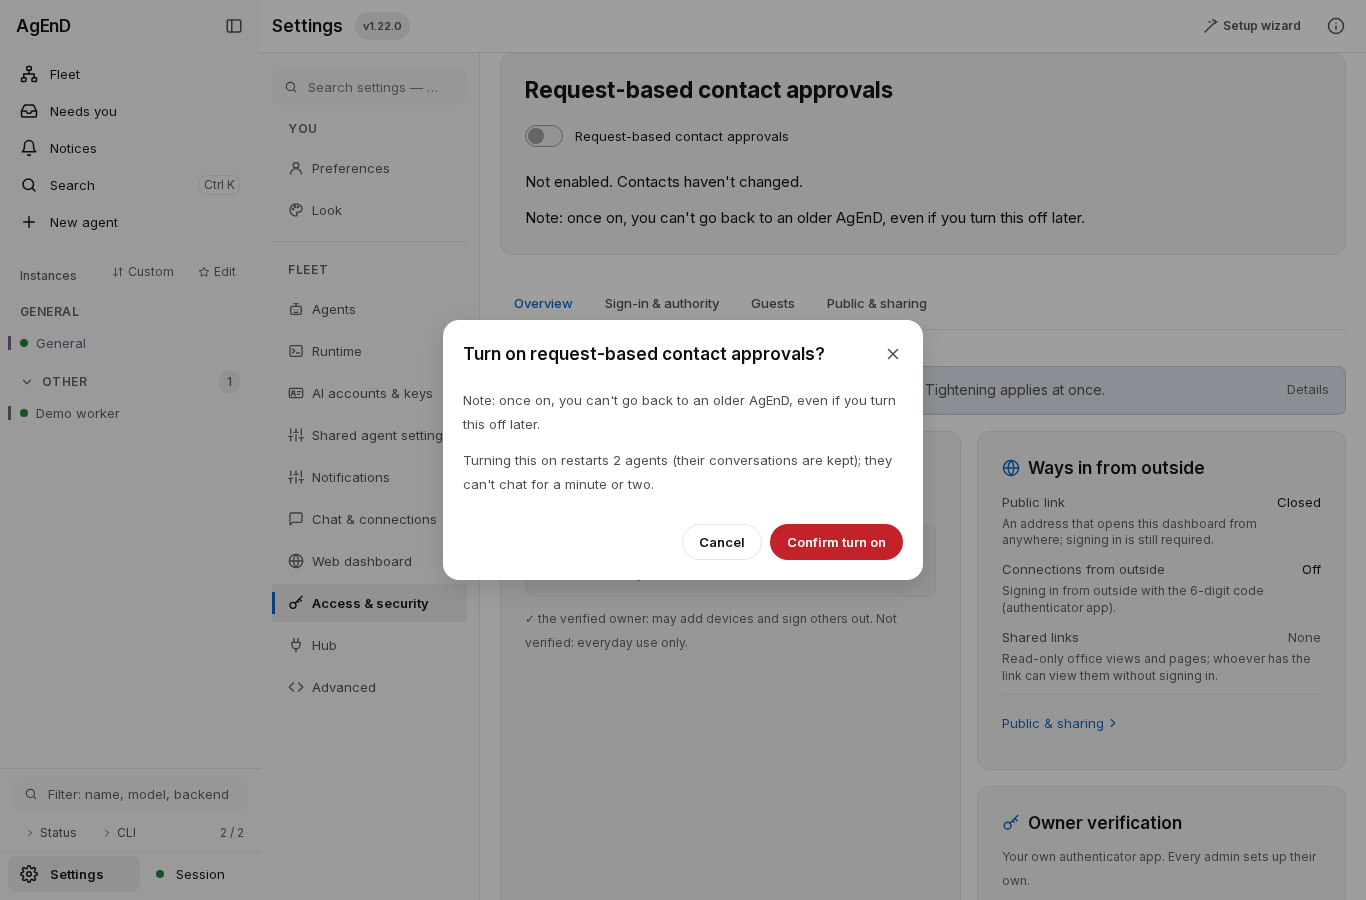 AgEnD
Fleet
Needs you
Notices
Search
Ctrl K
New agent
Instances
Custom
Edit
GENERAL
General
OTHER
1
Demo worker
Filter: name, model, backend
Status
CLI
2 / 2
Settings
Session
Settings
v1.22.0
Setup wizard
Search settings — …
YOU
Preferences
Look
FLEET
Agents
Runtime
AI accounts & keys
Shared agent setting
Notifications
Chat & connections
Web dashboard
Access & security
Hub
Advanced
Request-based contact approvals
Request-based contact approvals
Not enabled. Contacts haven't changed.
Note: once on, you can't go back to an older AgEnD, even if you turn this off later.
Overview
Sign-in & authority
Guests
Public & sharing
Tightening applies at once.
Details
Turn on request-based contact approvals?
Note: once on, you can't go back to an older AgEnD, even if you turn
this off later.
Turning this on restarts 2 agents (their conversations are kept); they
can't chat for a minute or two.
Cancel
Confirm turn on
✓ the verified owner: may add devices and sign others out. Not
verified: everyday use only.
Ways in from outside
Public link
Closed
An address that opens this dashboard from
anywhere; signing in is still required.
Connections from outside
Off
Signing in from outside with the 6-digit code
(authenticator app).
Shared links
None
Read-only office views and pages; whoever has the
link can view them without signing in.
Public & sharing
Owner verification
Your own authenticator app. Every admin sets up their
own.